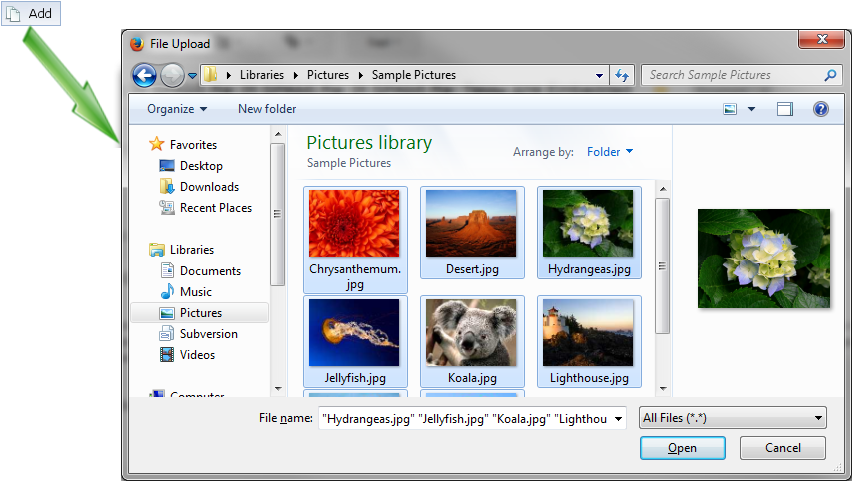 Add
File Upload
Libraries
Pictures
Sample Pictures
Search Sample Pictures
Organize
New folder
Favorites
Desktop
Downloads
Recent Places
Libraries
Documents
Music
Pictures
Subversion
Videos
Computer
Pictures library
Sample Pictures
Arrange by:
Folder
Chrysanthemum.
jpg
Desert.jpg
Hydrangeas.jpg
Jellyfish.jpg
Koala.jpg
Lighthouse.jpg
File name:
"Hydrangeas.jpg" "Jellyfish.jpg" "Koala.jpg" "Lighthou
All Files (*.*)
Open
Cancel